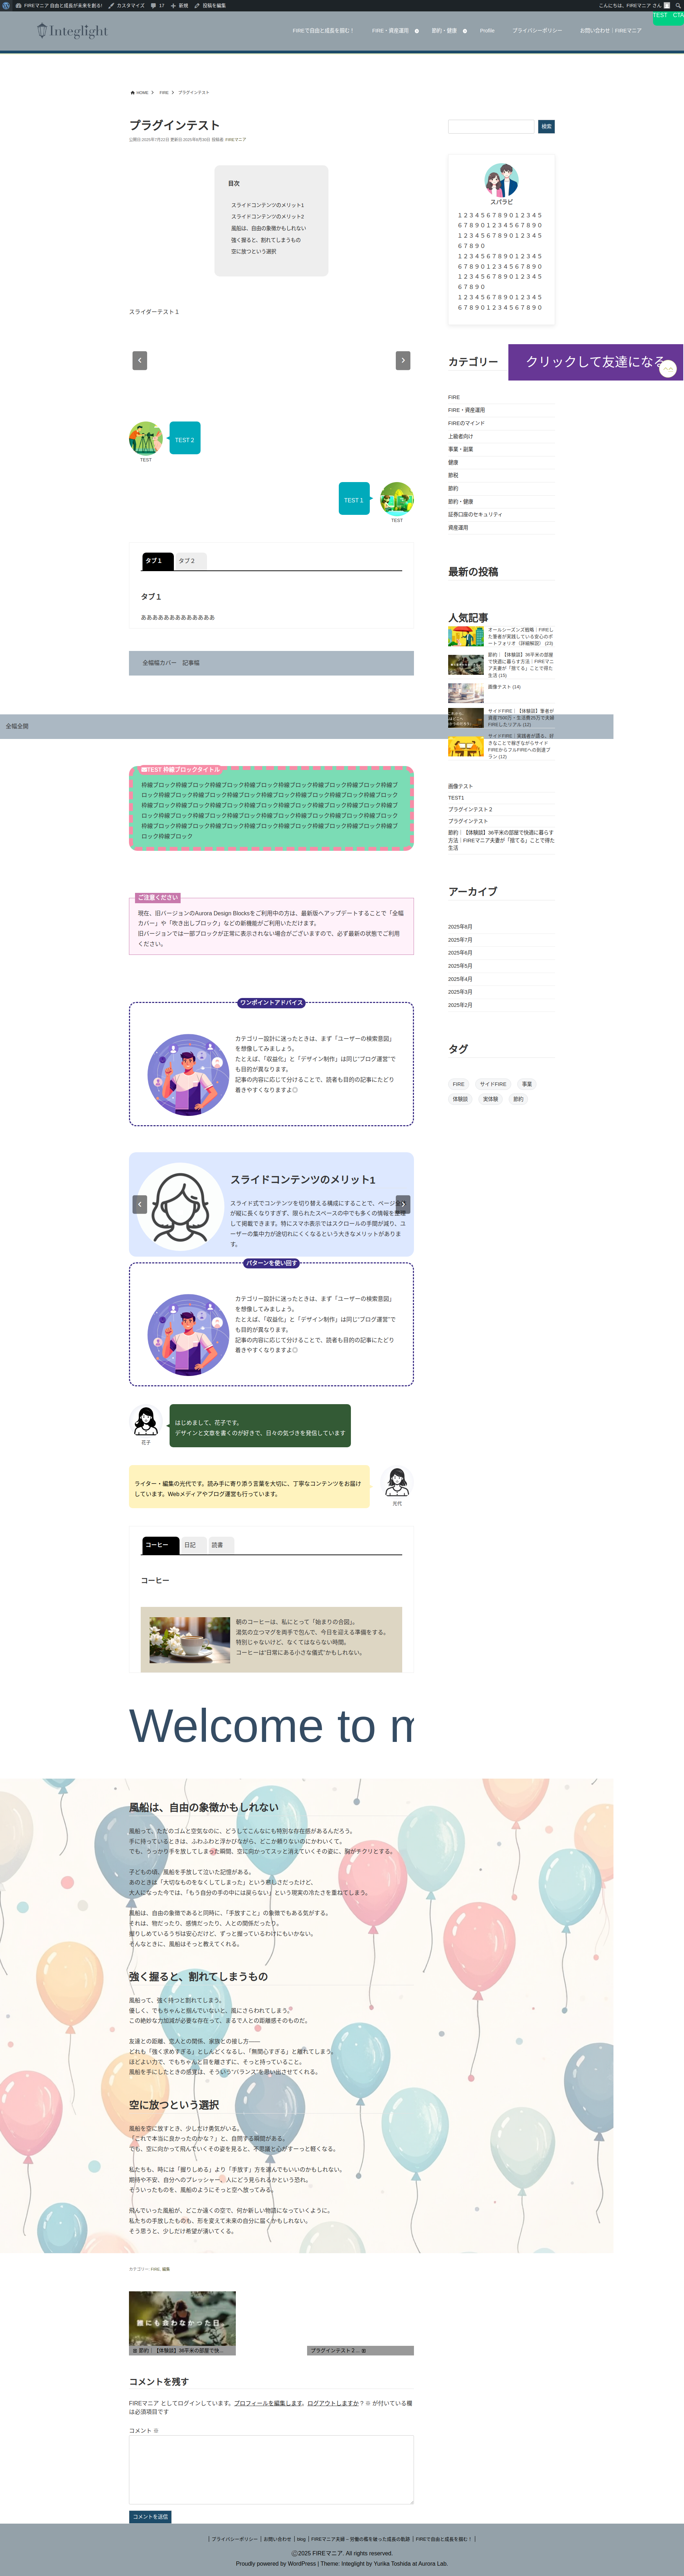 FIREマニア 自由と成長が未来を創る! カスタマイズ 17 新規 投稿を編集 こんにちは、FIREマニア さん
TEST CTA
Integlight
FIREで自由と成長を掴む！ FIRE・資産運用 節約・健康 Profile プライバシーポリシー お問い合わせ｜FIREマニア
HOME FIRE プラグインテスト
プラグインテスト
公開日:2025年7月22日 更新日:2025年8月30日 投稿者: FIREマニア
目次
スライドコンテンツのメリット1
スライドコンテンツのメリット2
風船は、自由の象徴かもしれない
強く握ると、割れてしまうもの
空に放つという選択
スライダーテスト１
TEST２
TEST
TEST１
TEST
タブ１ タブ２
タブ１
あああああああああああああ
全幅幅カバー　記事幅
全幅全開
TEST 枠線ブロックタイトル
枠線ブロック枠線ブロック枠線ブロック枠線ブロック枠線ブロック枠線ブロック枠線ブロック枠線ブ
ロック枠線ブロック枠線ブロック枠線ブロック枠線ブロック枠線ブロック枠線ブロック枠線ブロック
枠線ブロック枠線ブロック枠線ブロック枠線ブロック枠線ブロック枠線ブロック枠線ブロック枠線ブ
ロック枠線ブロック枠線ブロック枠線ブロック枠線ブロック枠線ブロック枠線ブロック枠線ブロック
枠線ブロック枠線ブロック枠線ブロック枠線ブロック枠線ブロック枠線ブロック枠線ブロック枠線ブ
ロック枠線ブロック
ご注意ください
現在、旧バージョンのAurora Design Blocksをご利用中の方は、最新版へアップデートすることで「全幅
カバー」や「吹き出しブロック」などの新機能がご利用いただけます。
旧バージョンでは一部ブロックが正常に表示されない場合がございますので、必ず最新の状態でご利用
ください。
ワンポイントアドバイス
カテゴリー設計に迷ったときは、まず「ユーザーの検索意図」
を想像してみましょう。
たとえば、「収益化」と「デザイン制作」は同じ“ブログ運営”で
も目的が異なります。
記事の内容に応じて分けることで、読者も目的の記事にたどり
着きやすくなりますよ◎
スライドコンテンツのメリット1
スライド式でコンテンツを切り替える構成にすることで、ページ全体
が縦に長くなりすぎず、限られたスペースの中でも多くの情報を整理
して掲載できます。特にスマホ表示ではスクロールの手間が減り、ユ
ーザーの集中力が途切れにくくなるという大きなメリットがありま
す。
パターンを使い回す
カテゴリー設計に迷ったときは、まず「ユーザーの検索意図」
を想像してみましょう。
たとえば、「収益化」と「デザイン制作」は同じ“ブログ運営”で
も目的が異なります。
記事の内容に応じて分けることで、読者も目的の記事にたどり
着きやすくなりますよ◎
はじめまして、花子です。
デザインと文章を書くのが好きで、日々の気づきを発信しています
花子
ライター・編集の光代です。読み手に寄り添う言葉を大切に、丁寧なコンテンツをお届け
しています。Webメディアやブログ運営も行っています。
光代
コーヒー 日記 読書
コーヒー
朝のコーヒーは、私にとって「始まりの合図」。
湯気の立つマグを両手で包んで、今日を迎える準備をする。
特別じゃないけど、なくてはならない時間。
コーヒーは“日常にある小さな儀式”かもしれない。
Welcome to m
風船は、自由の象徴かもしれない
風船って、ただのゴムと空気なのに、どうしてこんなにも特別な存在感があるんだろう。
手に持っているときは、ふわふわと浮かびながら、どこか頼りないのにかわいくて。
でも、うっかり手を放してしまった瞬間、空に向かってスッと消えていくその姿に、胸がチクリとする。
子どもの頃、風船を手放して泣いた記憶がある。
あのときは「大切なものをなくしてしまった」という悲しさだったけど、
大人になった今では、「もう自分の手の中には戻らない」という現実の冷たさを重ねてしまう。
風船は、自由の象徴であると同時に、「手放すこと」の象徴でもある気がする。
それは、物だったり、感情だったり、人との関係だったり。
握りしめているうちは安心だけど、ずっと握っているわけにもいかない。
そんなときに、風船はそっと教えてくれる。
強く握ると、割れてしまうもの
風船って、強く持つと割れてしまう。
優しく、でもちゃんと掴んでいないと、風にさらわれてしまう。
この絶妙な力加減が必要な存在って、まるで人との距離感そのものだ。
友達との距離、恋人との関係、家族との接し方――
どれも「強く求めすぎる」としんどくなるし、「無関心すぎる」と離れてしまう。
ほどよい力で、でもちゃんと目を離さずに、そっと持っていること。
風船を手にしたときの感覚は、そういう“バランス”を思い出させてくれる。
空に放つという選択
風船を空に放すとき、少しだけ勇気がいる。
「これで本当に良かったのかな？」と、自問する瞬間がある。
でも、空に向かって飛んでいくその姿を見ると、不思議と心がすーっと軽くなる。
私たちも、時には「握りしめる」より「手放す」方を選んでもいいのかもしれない。
期待や不安、自分へのプレッシャー、人にどう見られるかという恐れ。
そういったものを、風船のようにそっと空へ放ってみる。
飛んでいった風船が、どこか遠くの空で、何か新しい物語になっていくように。
私たちの手放したものも、形を変えて未来の自分に届くかもしれない。
そう思うと、少しだけ希望が湧いてくる。
カテゴリー FIRE, 編集
誰にも会わなかった日
節約｜【体験談】36平米の部屋で快...
プラグインテスト２...
コメントを残す
FIREマニア としてログインしています。プロフィールを編集します。ログアウトしますか？※ が付いている欄
は必須項目です
コメント ※
コメントを送信
検索
スパラビ
１２３４５６７８９０１２３４５
６７８９０１２３４５６７８９０
１２３４５６７８９０１２３４５
６７８９０
１２３４５６７８９０１２３４５
６７８９０１２３４５６７８９０
１２３４５６７８９０１２３４５
６７８９０
１２３４５６７８９０１２３４５
６７８９０１２３４５６７８９０
カテゴリー
クリックして友達になる
FIRE
FIRE・資産運用
FIREのマインド
上級者向け
事業・副業
健康
節税
節約
節約・健康
証券口座のセキュリティ
資産運用
最新の投稿
人気記事
オールシーズンズ戦略｜FIREし
た筆者が実践している安心のポ
ートフォリオ（詳細解説） (23)
節約｜【体験談】36平米の部屋
で快適に暮らす方法｜FIREマニ
ア夫妻が「捨てる」ことで得た
生活 (15)
画像テスト (14)
サイドFIRE｜【体験談】筆者が
資産7500万・生活費25万で夫婦
FIREしたリアル (12)
サイドFIRE｜実践者が語る、好
きなことで稼ぎながらサイド
FIREからフルFIREへの到達プ
ラン (12)
画像テスト
TEST1
プラグインテスト２
プラグインテスト
節約｜【体験談】36平米の部屋で快適に暮らす
方法｜FIREマニア夫妻が「捨てる」ことで得た
生活
アーカイブ
2025年8月
2025年7月
2025年6月
2025年5月
2025年4月
2025年3月
2025年2月
タグ
FIRE サイドFIRE 事業
体験談 実体験 節約
プライバシーポリシー お問い合わせ blog FIREマニア夫婦 – 労働の檻を破った成長の軌跡 FIREで自由と成長を掴む！
©2025 FIREマニア. All rights reserved.
Proudly powered by WordPress | Theme: Integlight by Yurika Toshida at Aurora Lab.